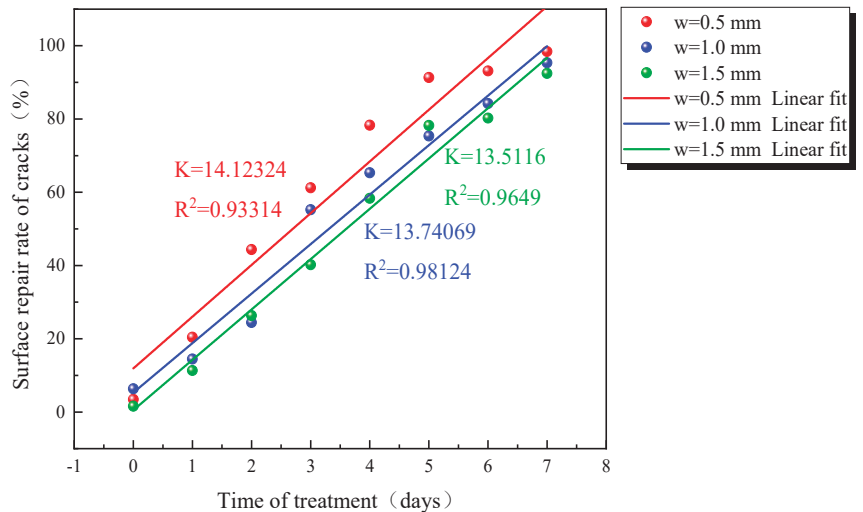 w=0.5 mm
w=1.0 mm
w=1.5 mm
w=0.5 mm Linear fit
w=1.0 mm Linear fit
w=1.5 mm Linear fit
100
80
60
40
20
0
K=14.12324
R²=0.93314
K=13.5116
R²=0.9649
K=13.74069
R²=0.98124
Surface repair rate of cracks（%）
-1 0 1 2 3 4 5 6 7 8
Time of treatment（days）